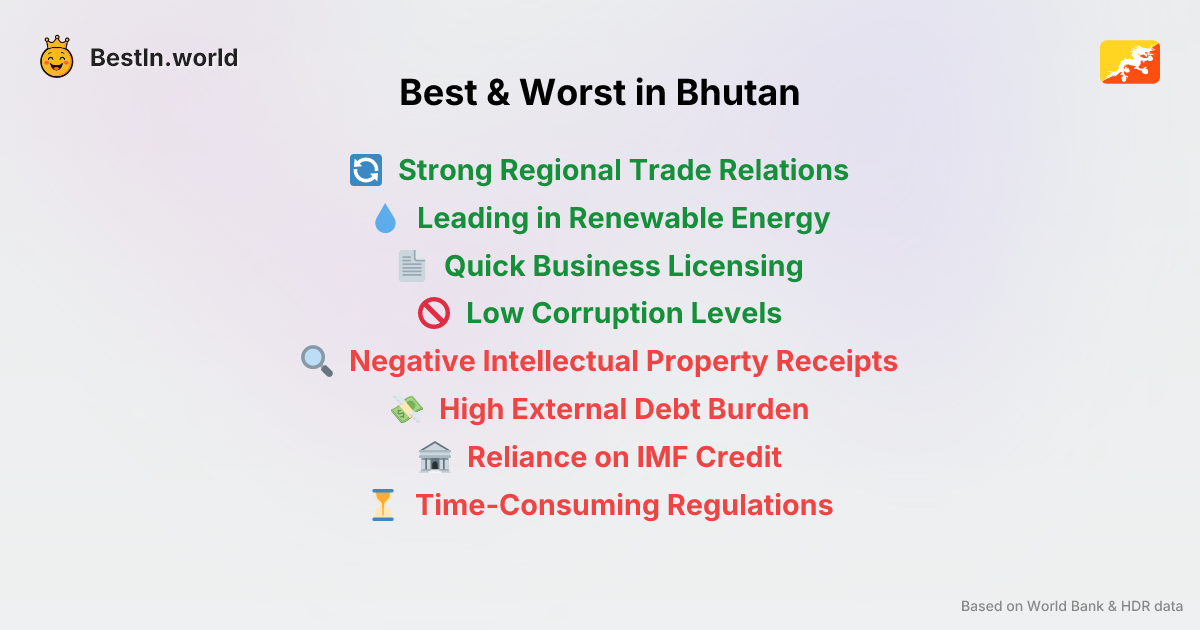 BestIn.world
Best & Worst in Bhutan
Strong Regional Trade Relations
Leading in Renewable Energy
Quick Business Licensing
Low Corruption Levels
Negative Intellectual Property Receipts
High External Debt Burden
Reliance on IMF Credit
Time-Consuming Regulations
Based on World Bank & HDR data